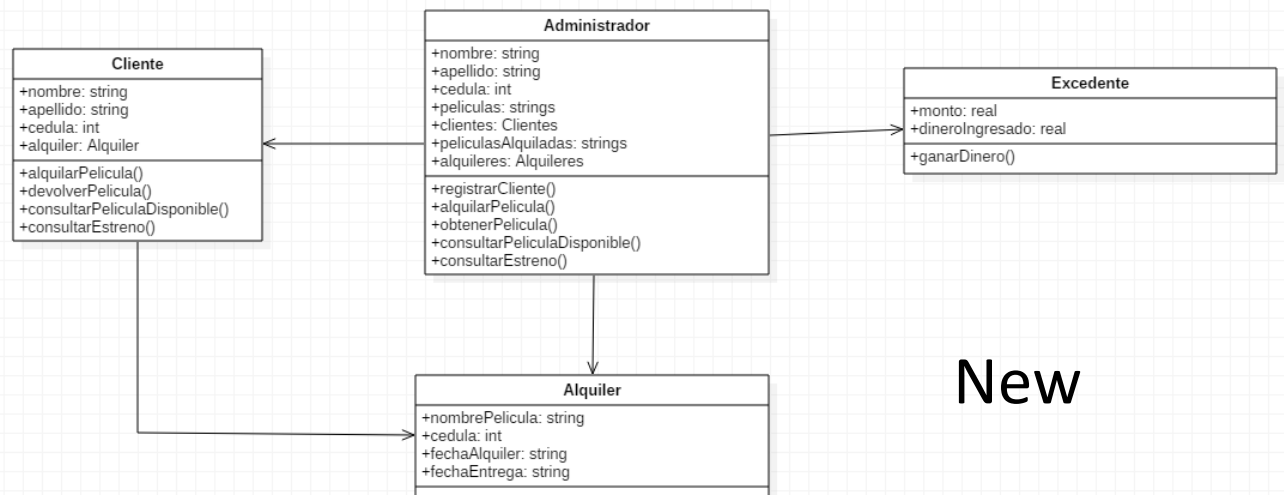 Administrador
+nombre: string
+apellido: string
+cedula: int
+peliculas: strings
+clientes: Clientes
+peliculasAlquiladas: strings
+alquileres: Alquileres
+registrarCliente()
+alquilarPelicula()
+obtenerPelicula()
+consultarPeliculaDisponible()
+consultarEstreno()
Cliente
+nombre: string
+apellido: string
+cedula: int
+alquiler: Alquiler
+alquilarPelicula()
+devolverPelicula()
+consultarPeliculaDisponible()
+consultarEstreno()
Excedente
+monto: real
+dineroIngresado: real
+ganarDinero()
Alquiler
+nombrePelicula: string
+cedula: int
+fechaAlquiler: string
+fechaEntrega: string
New